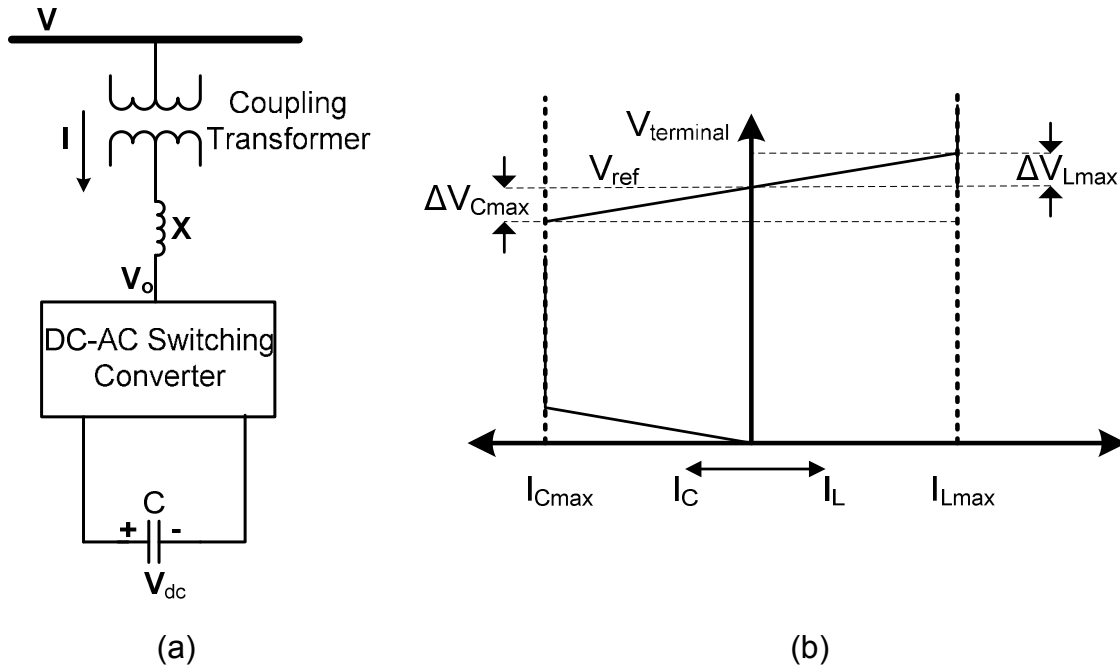 V
Coupling
Transformer
I
X
Vo
DC-AC Switching
Converter
C
+ -
Vdc
(a)
Vterminal
Vref
ΔVCmax
ΔVLmax
ICmax
IC
IL
ILmax
(b)